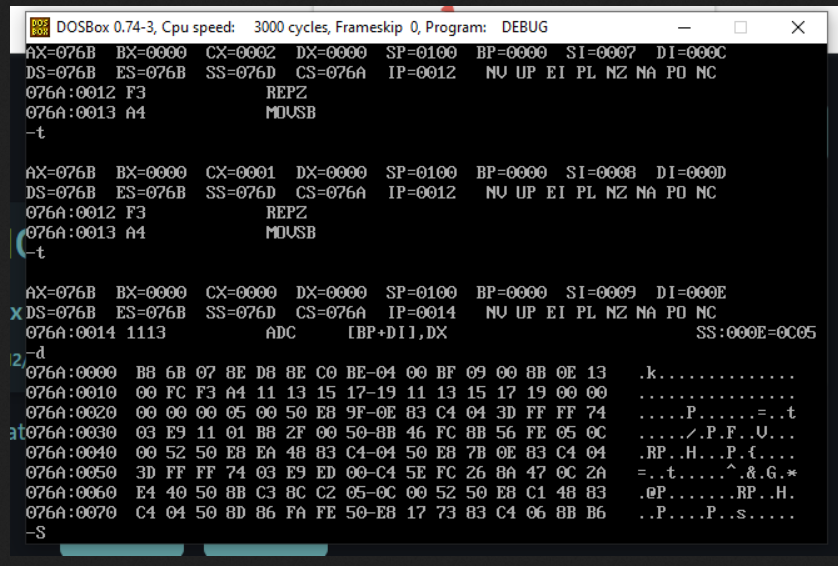 DOSBox 0.74-3, Cpu speed: 3000 cycles, Frameskip 0, Program: DEBUG
AX=076B BX=0000 CX=0002 DX=0000 SP=0100 BP=0000 SI=0007 DI=000C
DS=076B ES=076B SS=076D CS=076A IP=0012 NV UP EI PL NZ NA PO NC
076A:0012 F3 REPZ
076A:0013 A4 MOVSB
-t
AX=076B BX=0000 CX=0001 DX=0000 SP=0100 BP=0000 SI=0008 DI=000D
DS=076B ES=076B SS=076D CS=076A IP=0012 NV UP EI PL NZ NA PO NC
076A:0012 F3 REPZ
076A:0013 A4 MOVSB
-t
AX=076B BX=0000 CX=0000 DX=0000 SP=0100 BP=0000 SI=0009 DI=000E
DS=076B ES=076B SS=076D CS=076A IP=0014 NV UP EI PL NZ NA PO NC
076A:0014 1113 ADC [BP+DI],DX SS:000E=0C05
-d
076A:0000 B8 6B 07 8E D8 8E C0 BE-04 00 BF 09 00 8B 0E 13 .k..............
076A:0010 00 FC F3 A4 11 13 15 17-19 11 13 15 17 19 00 00 ................
076A:0020 00 00 00 05 00 50 E8 9F-0E 83 C4 04 3D FF FF 74 .....P......=..t
076A:0030 03 E9 11 01 B8 2F 00 50-8B 46 FC 8B 56 FE 05 0C ...../.P.F..V...
076A:0040 00 52 50 E8 EA 48 83 C4-04 50 E8 7B 0E 83 C4 04 .RP..H...P.{....
076A:0050 3D FF FF 74 03 E9 ED 00-C4 5E FC 26 8A 47 0C 2A =..t.....^.&.G.*
076A:0060 E4 40 50 8B C3 8C C2 05-0C 00 52 50 E8 C1 48 83 .@P.......RP..H.
076A:0070 C4 04 50 8D 86 FA FE 50-E8 17 73 83 C4 06 8B B6 ..P....P..s.....
-S